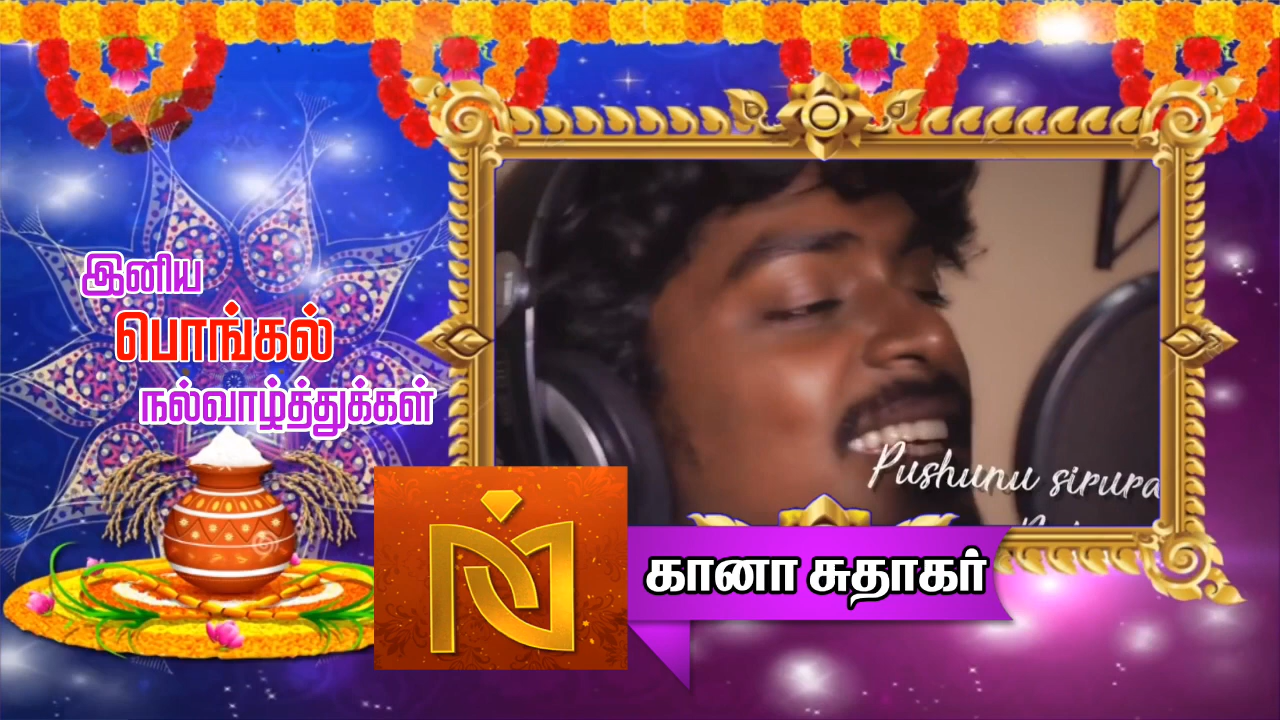 இனிய
பொங்கல்
நல்வாழ்த்துக்கள்
Pushunu sirura
கானா சுதாகர்